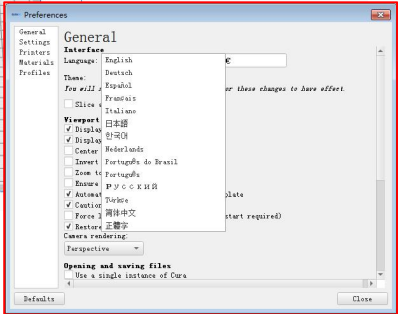 Preferences
General
Settings
Printers
Materials
Profiles
General
Interface
Language:
€
English
Deutsch
Español
Français
Italiano
日本語
한국어
Nederlands
Português do Brasil
Português
Русский
Türkçe
简体中文
正體字
Theme:
You will
or these changes to have effect.
Slice
Viewport
Display
Display
Center
Invert
Zoom to
Ensure
Automat
plate
Caution
Force l
start required)
Restore
Camera rendering:
Perspective
Opening and saving files
Use a single instance of Cura
Defaults
Close